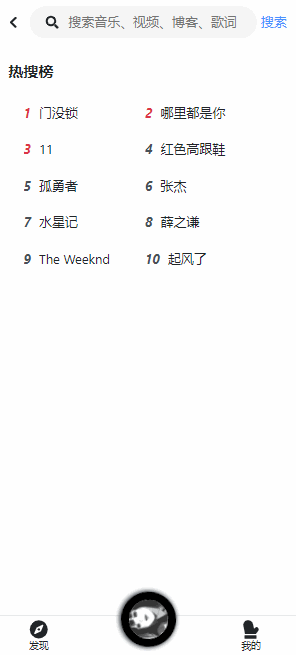 搜索音乐、视频、博客、歌词 搜索
热搜榜
1 门没锁 2 哪里都是你
3 11 4 红色高跟鞋
5 孤勇者 6 张杰
7 水星记 8 薛之谦
9 The Weeknd 10 起风了
发现 我的